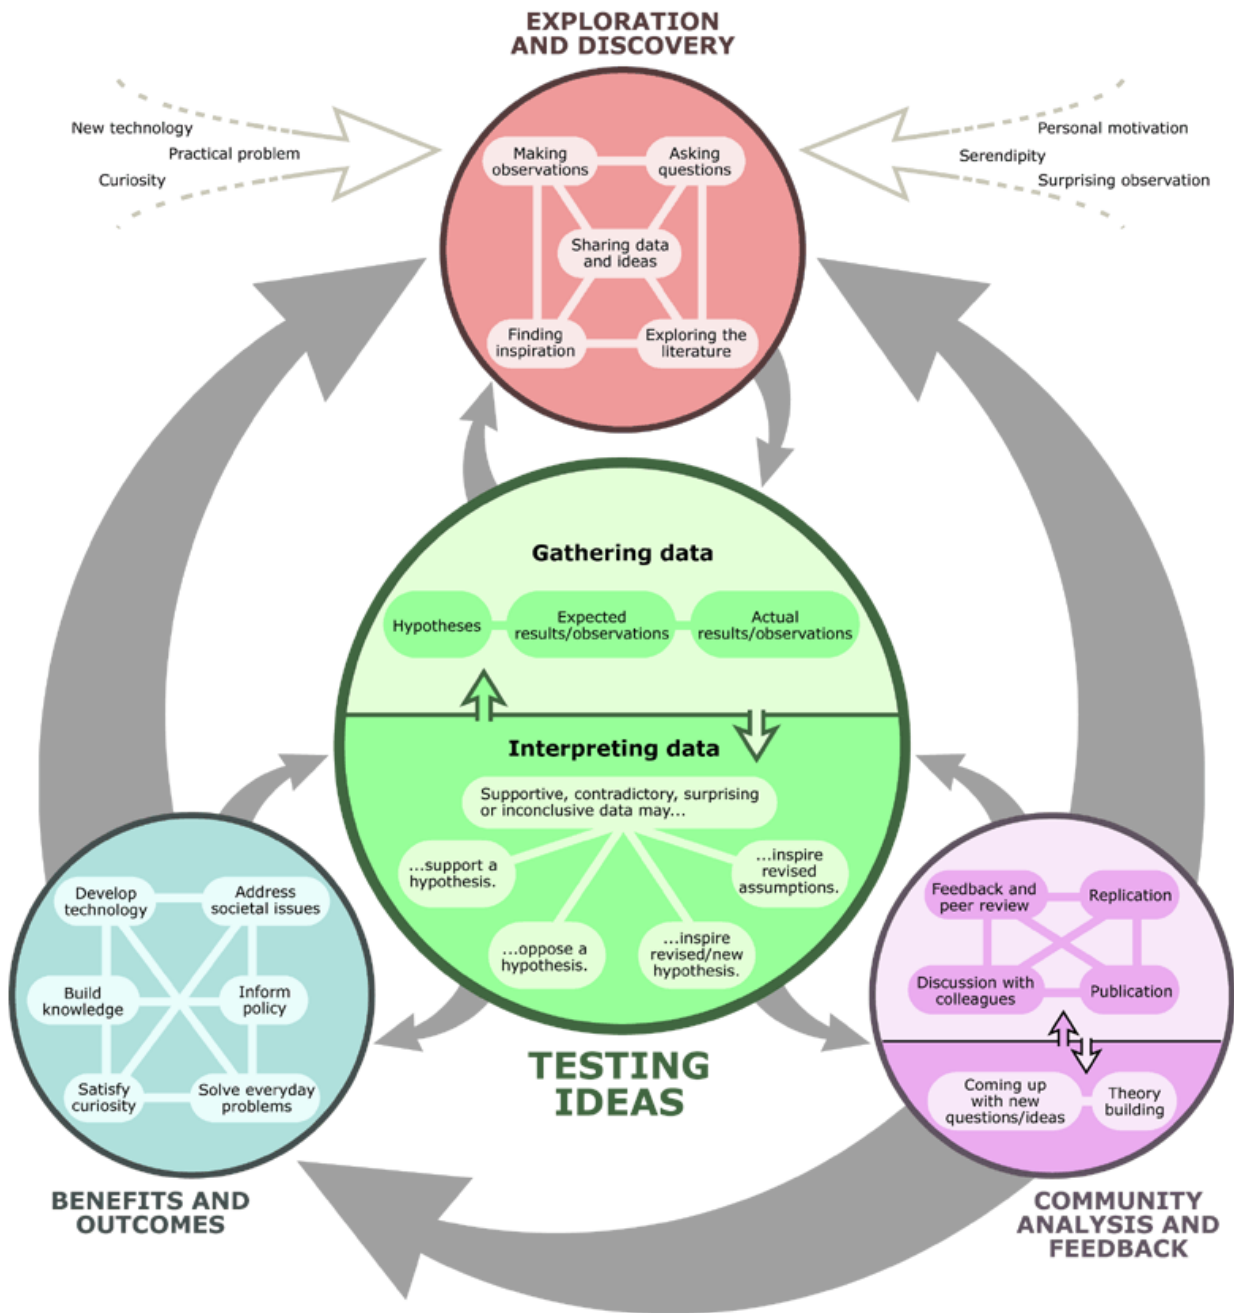 EXPLORATION
AND DISCOVERY
New technology
Practical problem
Curiosity
Personal motivation
Serendipity
Surprising observation
Making
observations
Asking
questions
Sharing data
and ideas
Finding
inspiration
Exploring the
literature
Gathering data
Hypotheses
Expected
results/observations
Actual
results/observations
Interpreting data
Supportive, contradictory, surprising
or inconclusive data may...
...support a
hypothesis.
...oppose a
hypothesis.
...inspire
revised/new
hypothesis.
...inspire
revised
assumptions.
TESTING
IDEAS
Develop
technology
Address
societal issues
Build
knowledge
Inform
policy
Satisfy
curiosity
Solve everyday
problems
BENEFITS AND
OUTCOMES
Feedback and
peer review
Replication
Discussion with
colleagues
Publication
Coming up
with new
questions/ideas
Theory
building
COMMUNITY
ANALYSIS AND
FEEDBACK